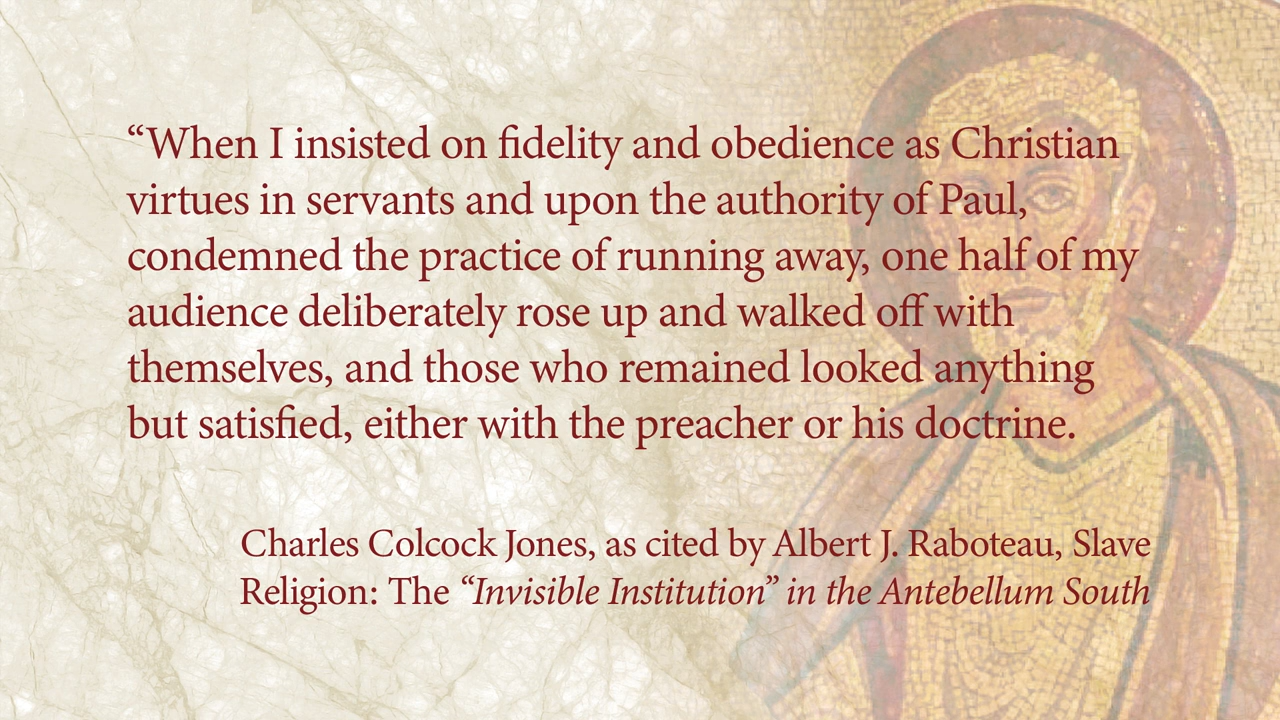 “When I insisted on fidelity and obedience as Christian
virtues in servants and upon the authority of Paul,
condemned the practice of running away, one half of my
audience deliberately rose up and walked off with
themselves, and those who remained looked anything
but satisfied, either with the preacher or his doctrine.
Charles Colcock Jones, as cited by Albert J. Raboteau, Slave
Religion: The “Invisible Institution” in the Antebellum South